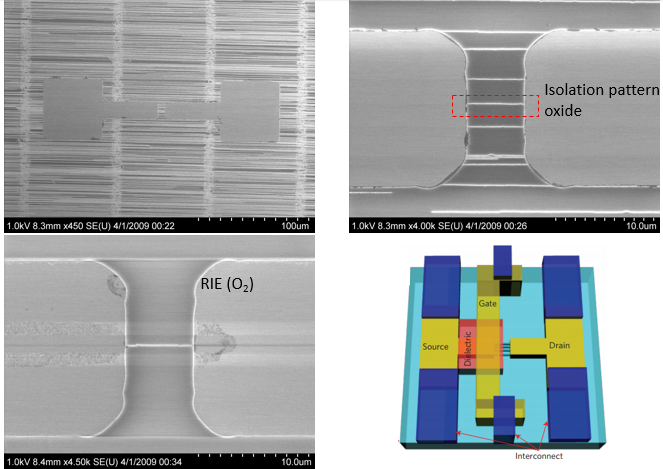 1.0kV 8.3mm x450 SE(U) 4/1/2009 00:22
100um
Isolation pattern
oxide
1.0kV 8.3mm x4.00k SE(U) 4/1/2009 00:26
10.0um
RIE (O₂)
1.0kV 8.4mm x4.50k SE(U) 4/1/2009 00:34
10.0um
Gate
Source
Dielectric
Drain
Interconnect